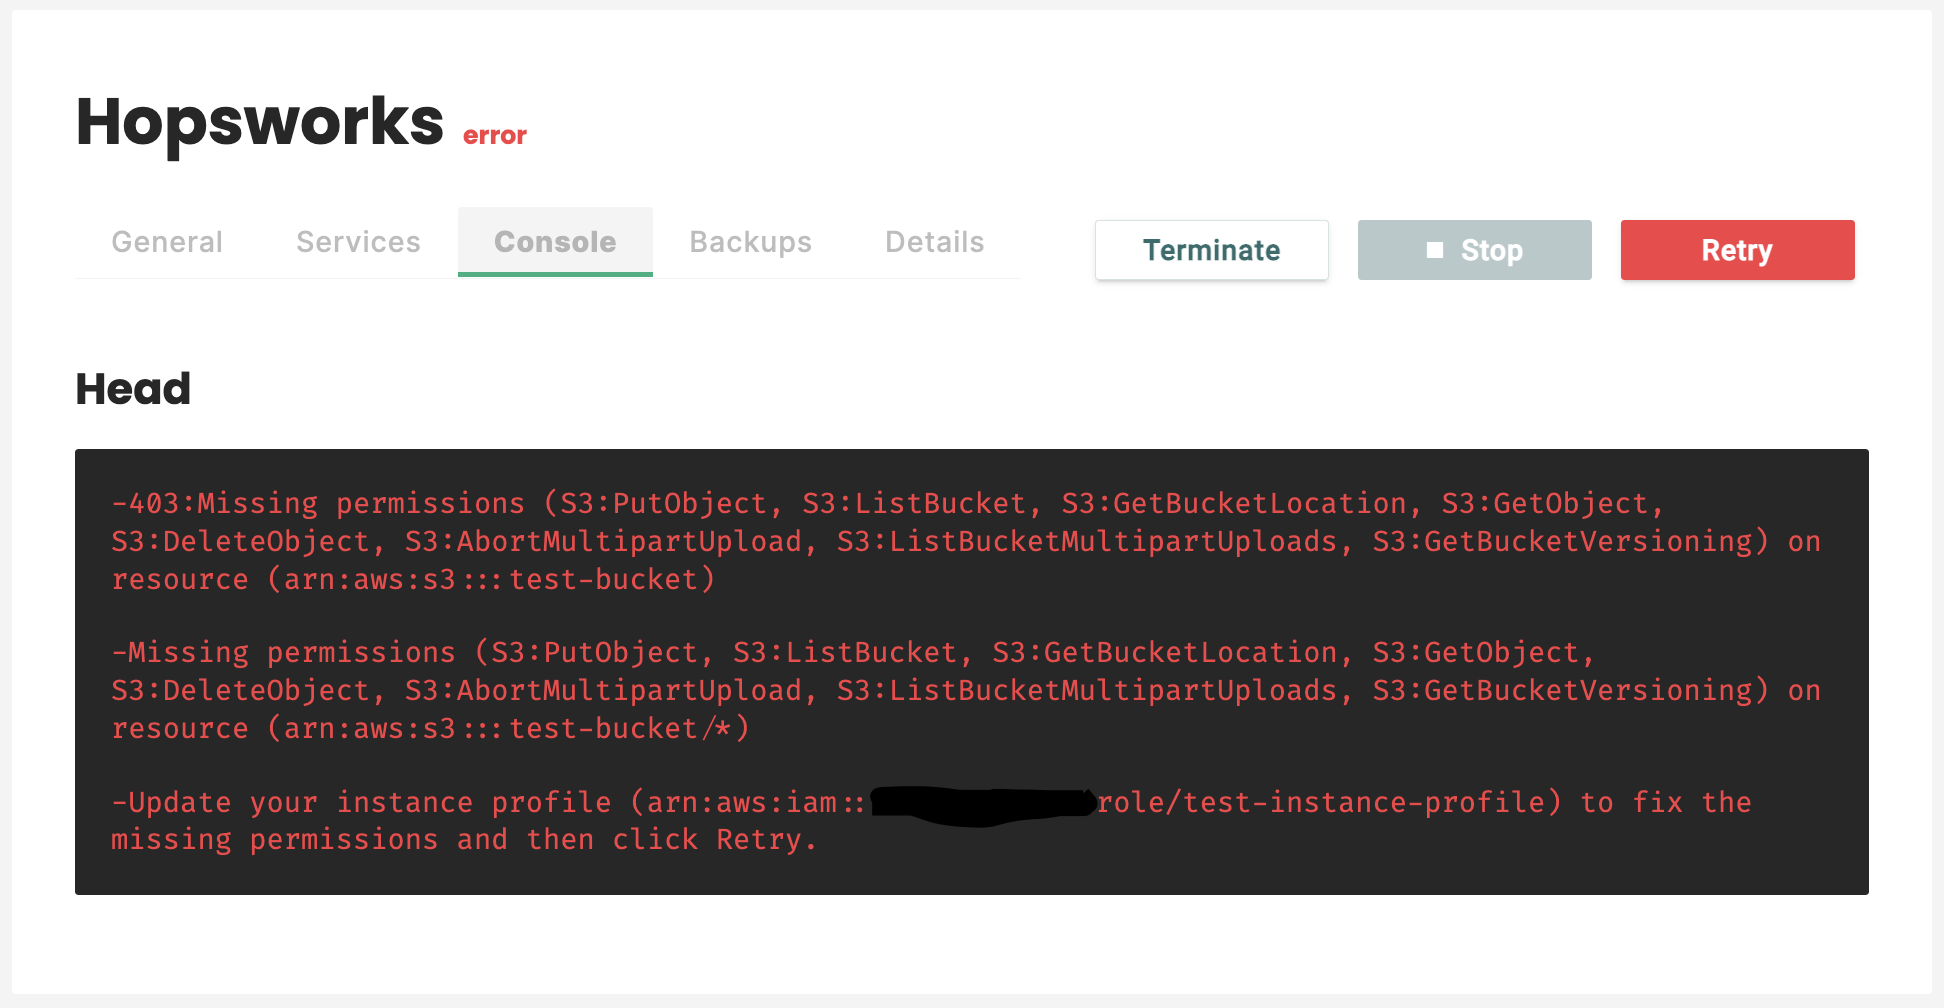 Hopsworks error
General Services Console Backups Details Terminate Stop Retry
Head
-403:Missing permissions (S3:PutObject, S3:ListBucket, S3:GetBucketLocation, S3:GetObject,
S3:DeleteObject, S3:AbortMultipartUpload, S3:ListBucketMultipartUploads, S3:GetBucketVersioning) on
resource (arn:aws:s3:::test-bucket)
-Missing permissions (S3:PutObject, S3:ListBucket, S3:GetBucketLocation, S3:GetObject,
S3:DeleteObject, S3:AbortMultipartUpload, S3:ListBucketMultipartUploads, S3:GetBucketVersioning) on
resource (arn:aws:s3:::test-bucket/*)
-Update your instance profile (arn:aws:iam:: role/test-instance-profile) to fix the
missing permissions and then click Retry.